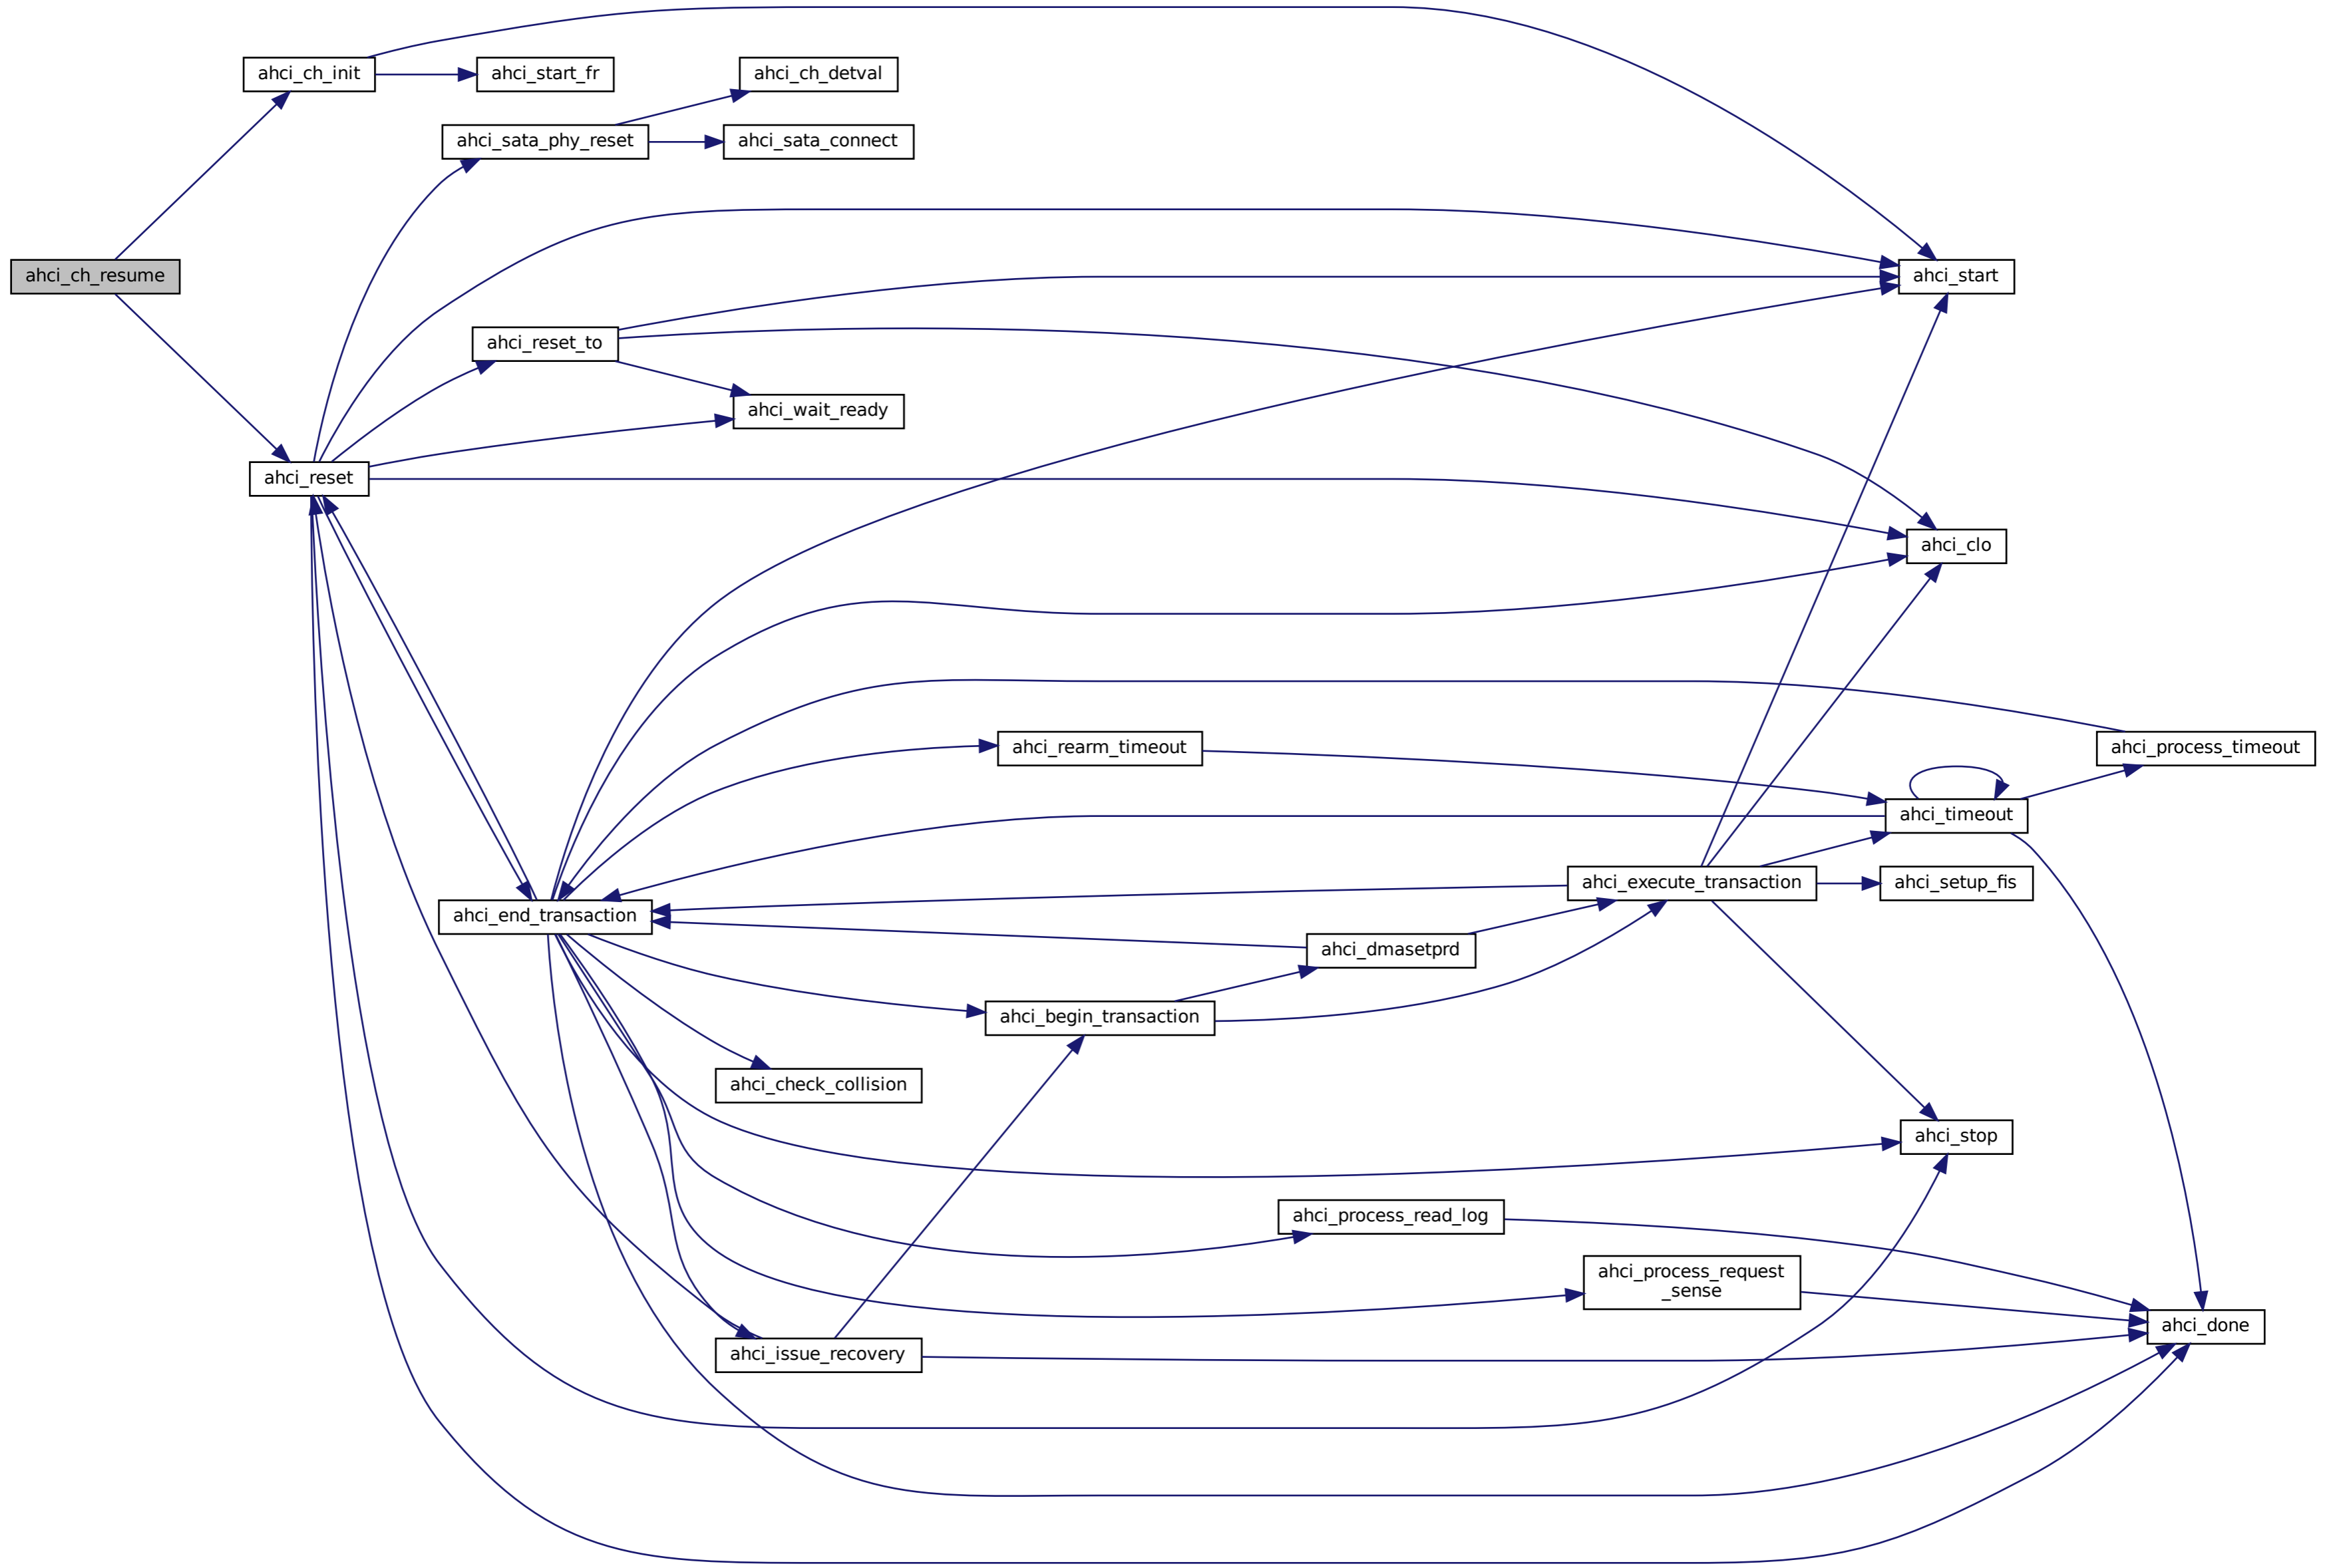 ahci_ch_init
ahci_start_fr
ahci_ch_detval
ahci_sata_phy_reset
ahci_sata_connect
ahci_ch_resume
ahci_start
ahci_reset_to
ahci_wait_ready
ahci_reset
ahci_clo
ahci_rearm_timeout
ahci_process_timeout
ahci_timeout
ahci_execute_transaction
ahci_setup_fis
ahci_end_transaction
ahci_dmasetprd
ahci_begin_transaction
ahci_check_collision
ahci_stop
ahci_process_read_log
ahci_process_request
_sense
ahci_done
ahci_issue_recovery